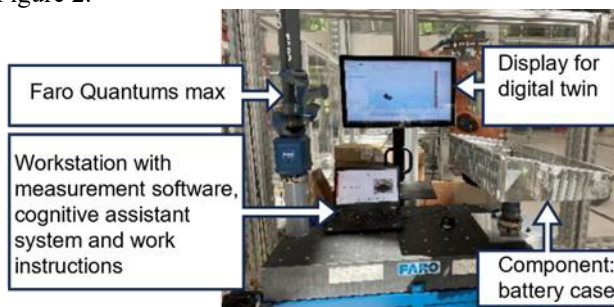 Figure 2.
Faro Quantums max
Display for
digital twin
Workstation with
measurement software,
cognitive assistant
system and work
instructions
FARO
Component:
battery case